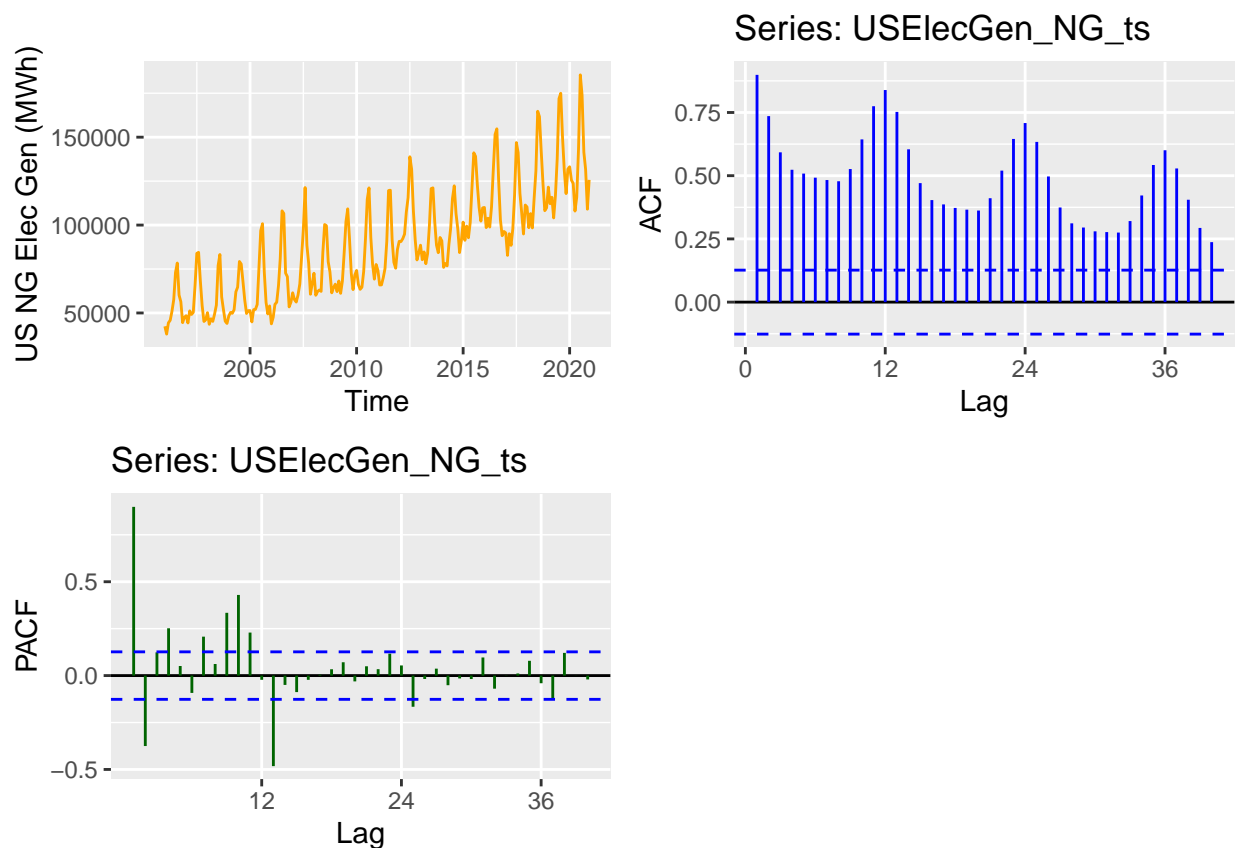 US NG Elec Gen (MWh)
150000
100000
50000
2005 2010 2015 2020
Time
Series: USElecGen_NG_ts
ACF
0.75
0.50
0.25
0.00
0 12 24 36
Lag
Series: USElecGen_NG_ts
PACF
0.5
0.0
−0.5
12 24 36
Lag